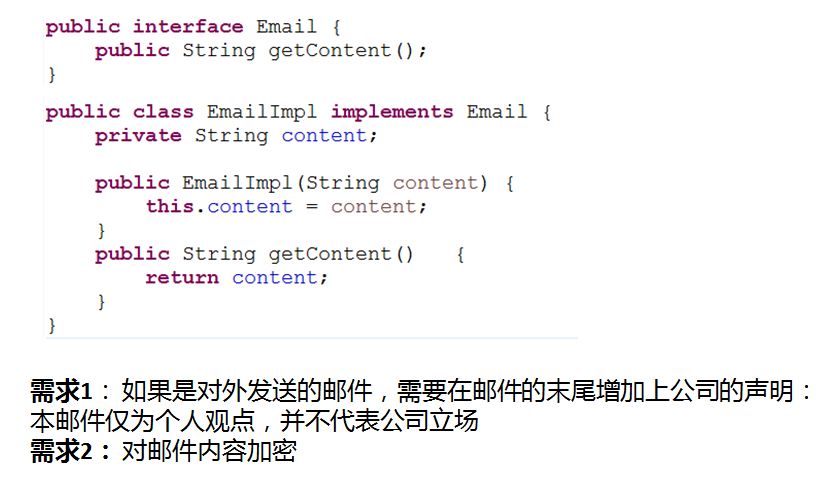 public interface Email {
    public String getContent();
}
public class EmailImpl implements Email {
    private String content;
    public EmailImpl(String content) {
        this.content = content;
    }
    public String getContent()   {
        return content;
    }
}
需求1：如果是对外发送的邮件，需要在邮件的末尾增加上公司的声明：
本邮件仅为个人观点，并不代表公司立场
需求2：对邮件内容加密